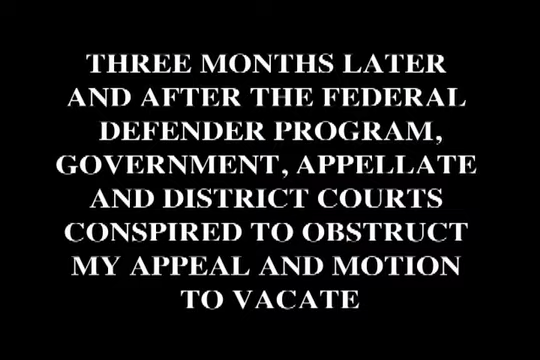 THREE MONTHS LATER
AND AFTER THE FEDERAL
DEFENDER PROGRAM,
GOVERNMENT, APPELLATE
AND DISTRICT COURTS
CONSPIRED TO OBSTRUCT
MY APPEAL AND MOTION
TO VACATE